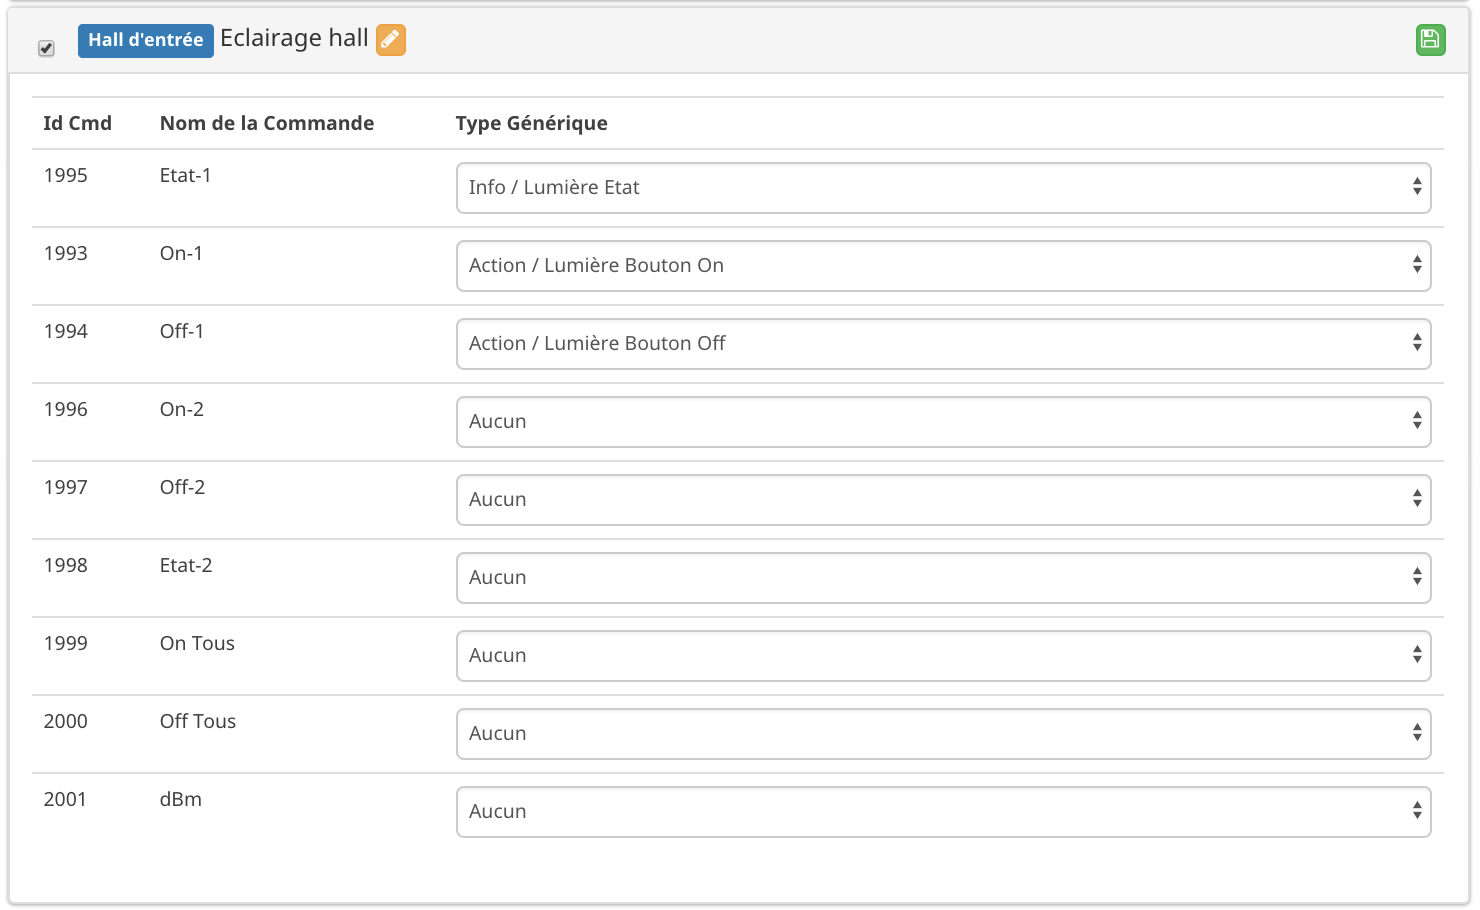 Hall d'entrée Eclairage hall
Id Cmd Nom de la Commande Type Générique
1995 Etat-1 Info / Lumière Etat
1993 On-1 Action / Lumière Bouton On
1994 Off-1 Action / Lumière Bouton Off
1996 On-2 Aucun
1997 Off-2 Aucun
1998 Etat-2 Aucun
1999 On Tous Aucun
2000 Off Tous Aucun
2001 dBm Aucun